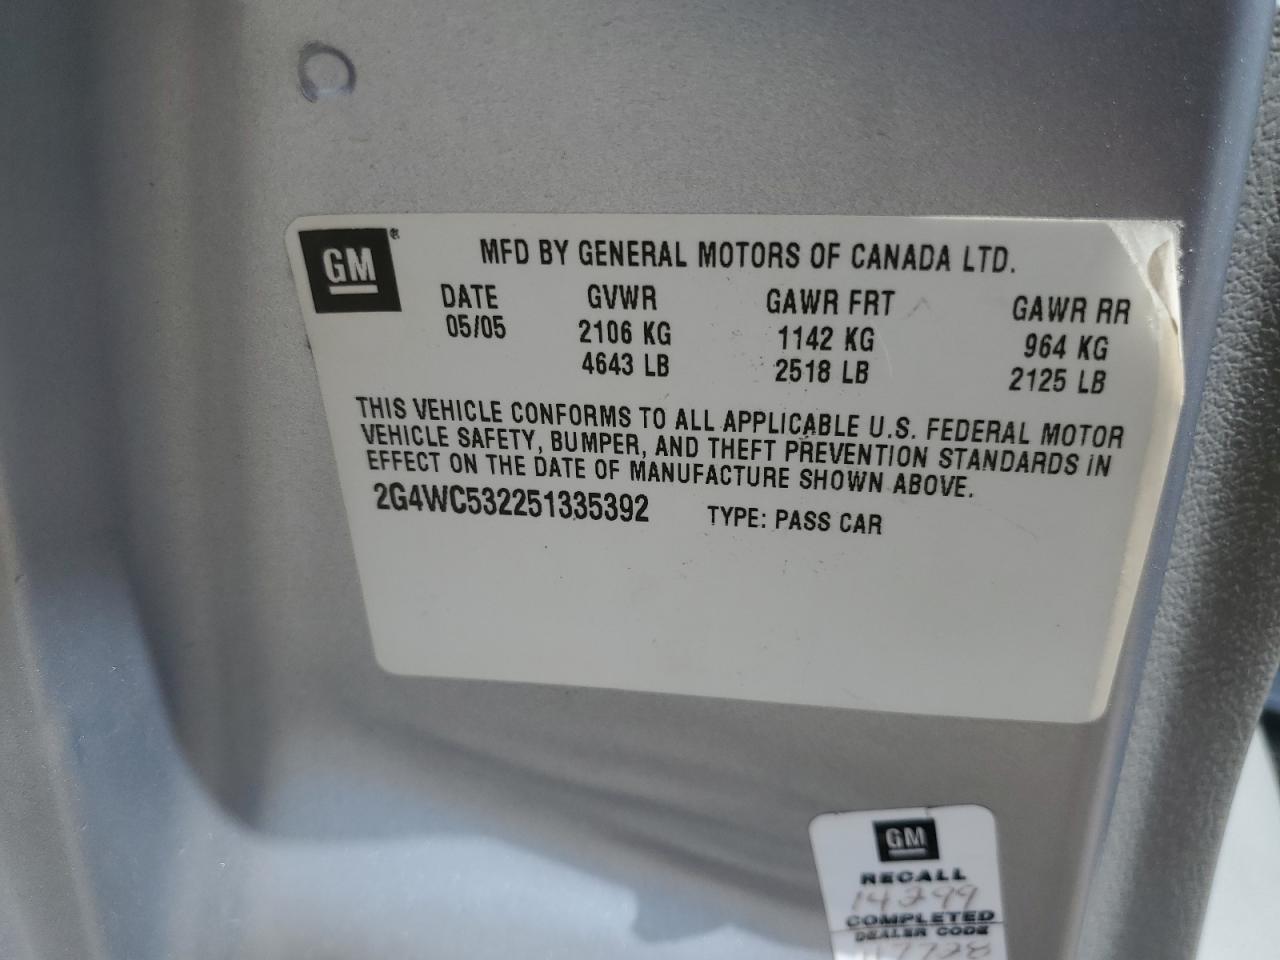 GM®
MFD BY GENERAL MOTORS OF CANADA LTD.
DATE GVWR GAWR FRT GAWR RR
05/05 2106 KG 1142 KG 964 KG
4643 LB 2518 LB 2125 LB
THIS VEHICLE CONFORMS TO ALL APPLICABLE U.S. FEDERAL MOTOR
VEHICLE SAFETY, BUMPER, AND THEFT PREVENTION STANDARDS IN
EFFECT ON THE DATE OF MANUFACTURE SHOWN ABOVE.
2G4WC532251335392 TYPE: PASS CAR
GM
RECALL
14299
COMPLETED
DEALER CODE